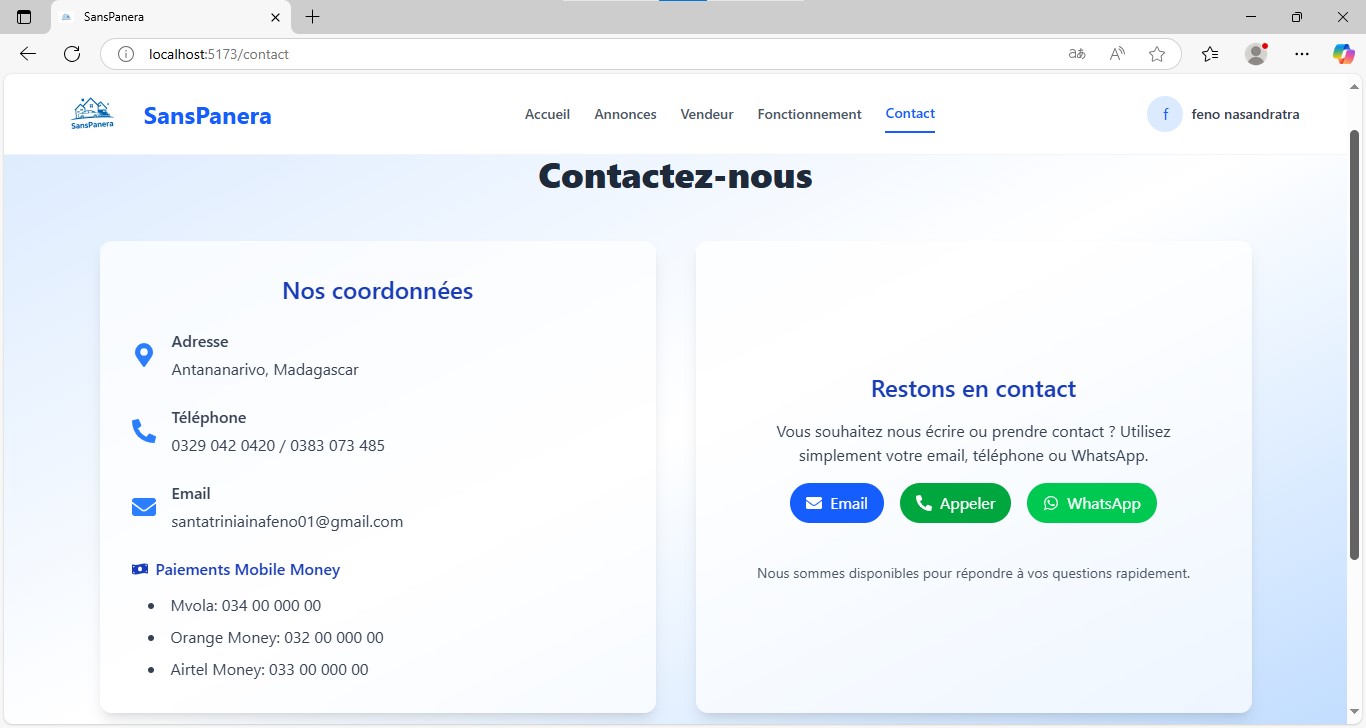 SansPanera
localhost:5173/contact
SansPanera
SansPanera
Accueil
Annonces
Vendeur
Fonctionnement
Contact
f
feno nasandratra
Contactez-nous
Nos coordonnées
Adresse
Antananarivo, Madagascar
Téléphone
0329 042 0420 / 0383 073 485
Email
santatriniainafeno01@gmail.com
Paiements Mobile Money
Mvola: 034 00 000 00
Orange Money: 032 00 000 00
Airtel Money: 033 00 000 00
Restons en contact
Vous souhaitez nous écrire ou prendre contact ? Utilisez
simplement votre email, téléphone ou WhatsApp.
Email
Appeler
WhatsApp
Nous sommes disponibles pour répondre à vos questions rapidement.